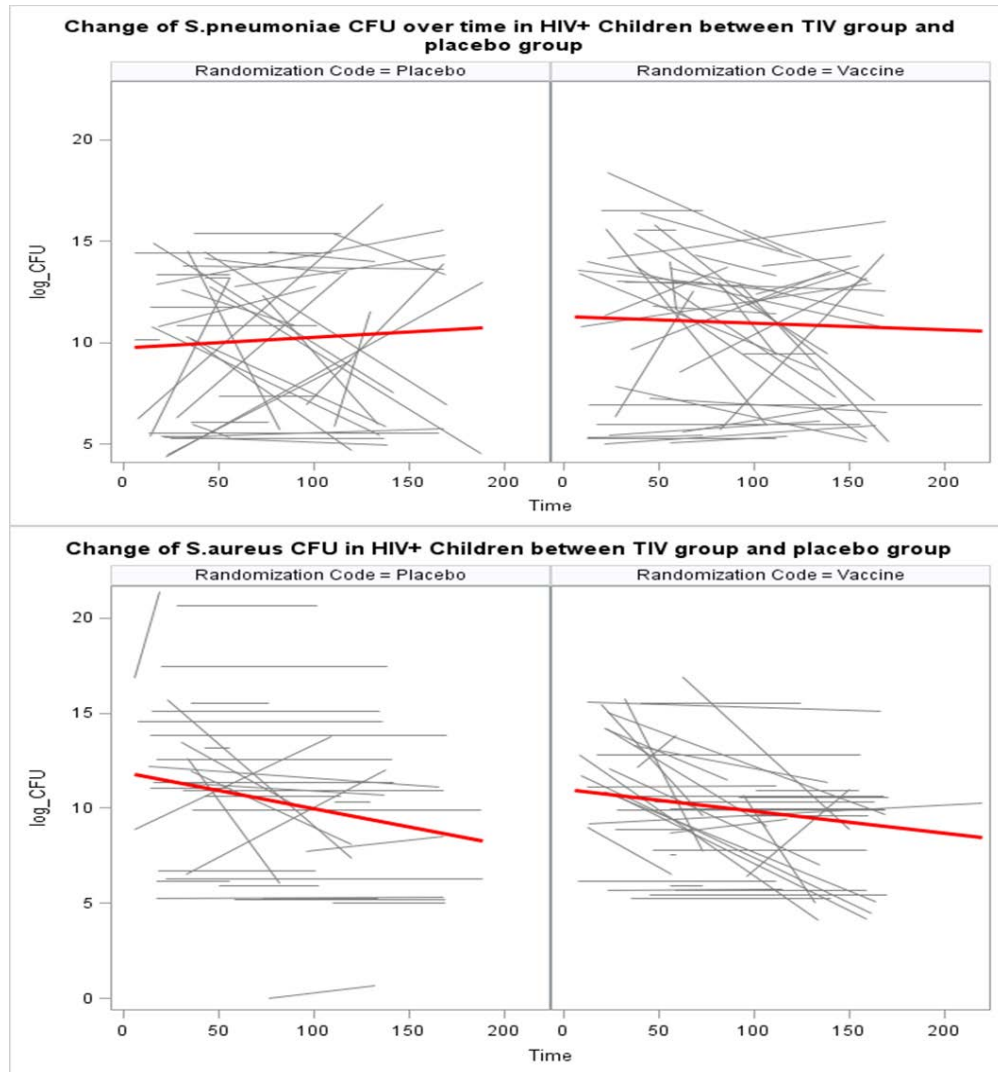 Change of S.pneumoniae CFU over time in HIV+ Children between TIV group and
placebo group
Randomization Code = Placebo
Randomization Code = Vaccine
20
15
10
5
log_CFU
0 50 100 150 200
0 50 100 150 200
Time
Change of S.aureus CFU in HIV+ Children between TIV group and placebo group
Randomization Code = Placebo
Randomization Code = Vaccine
20
15
10
5
0
log_CFU
0 50 100 150 200
0 50 100 150 200
Time